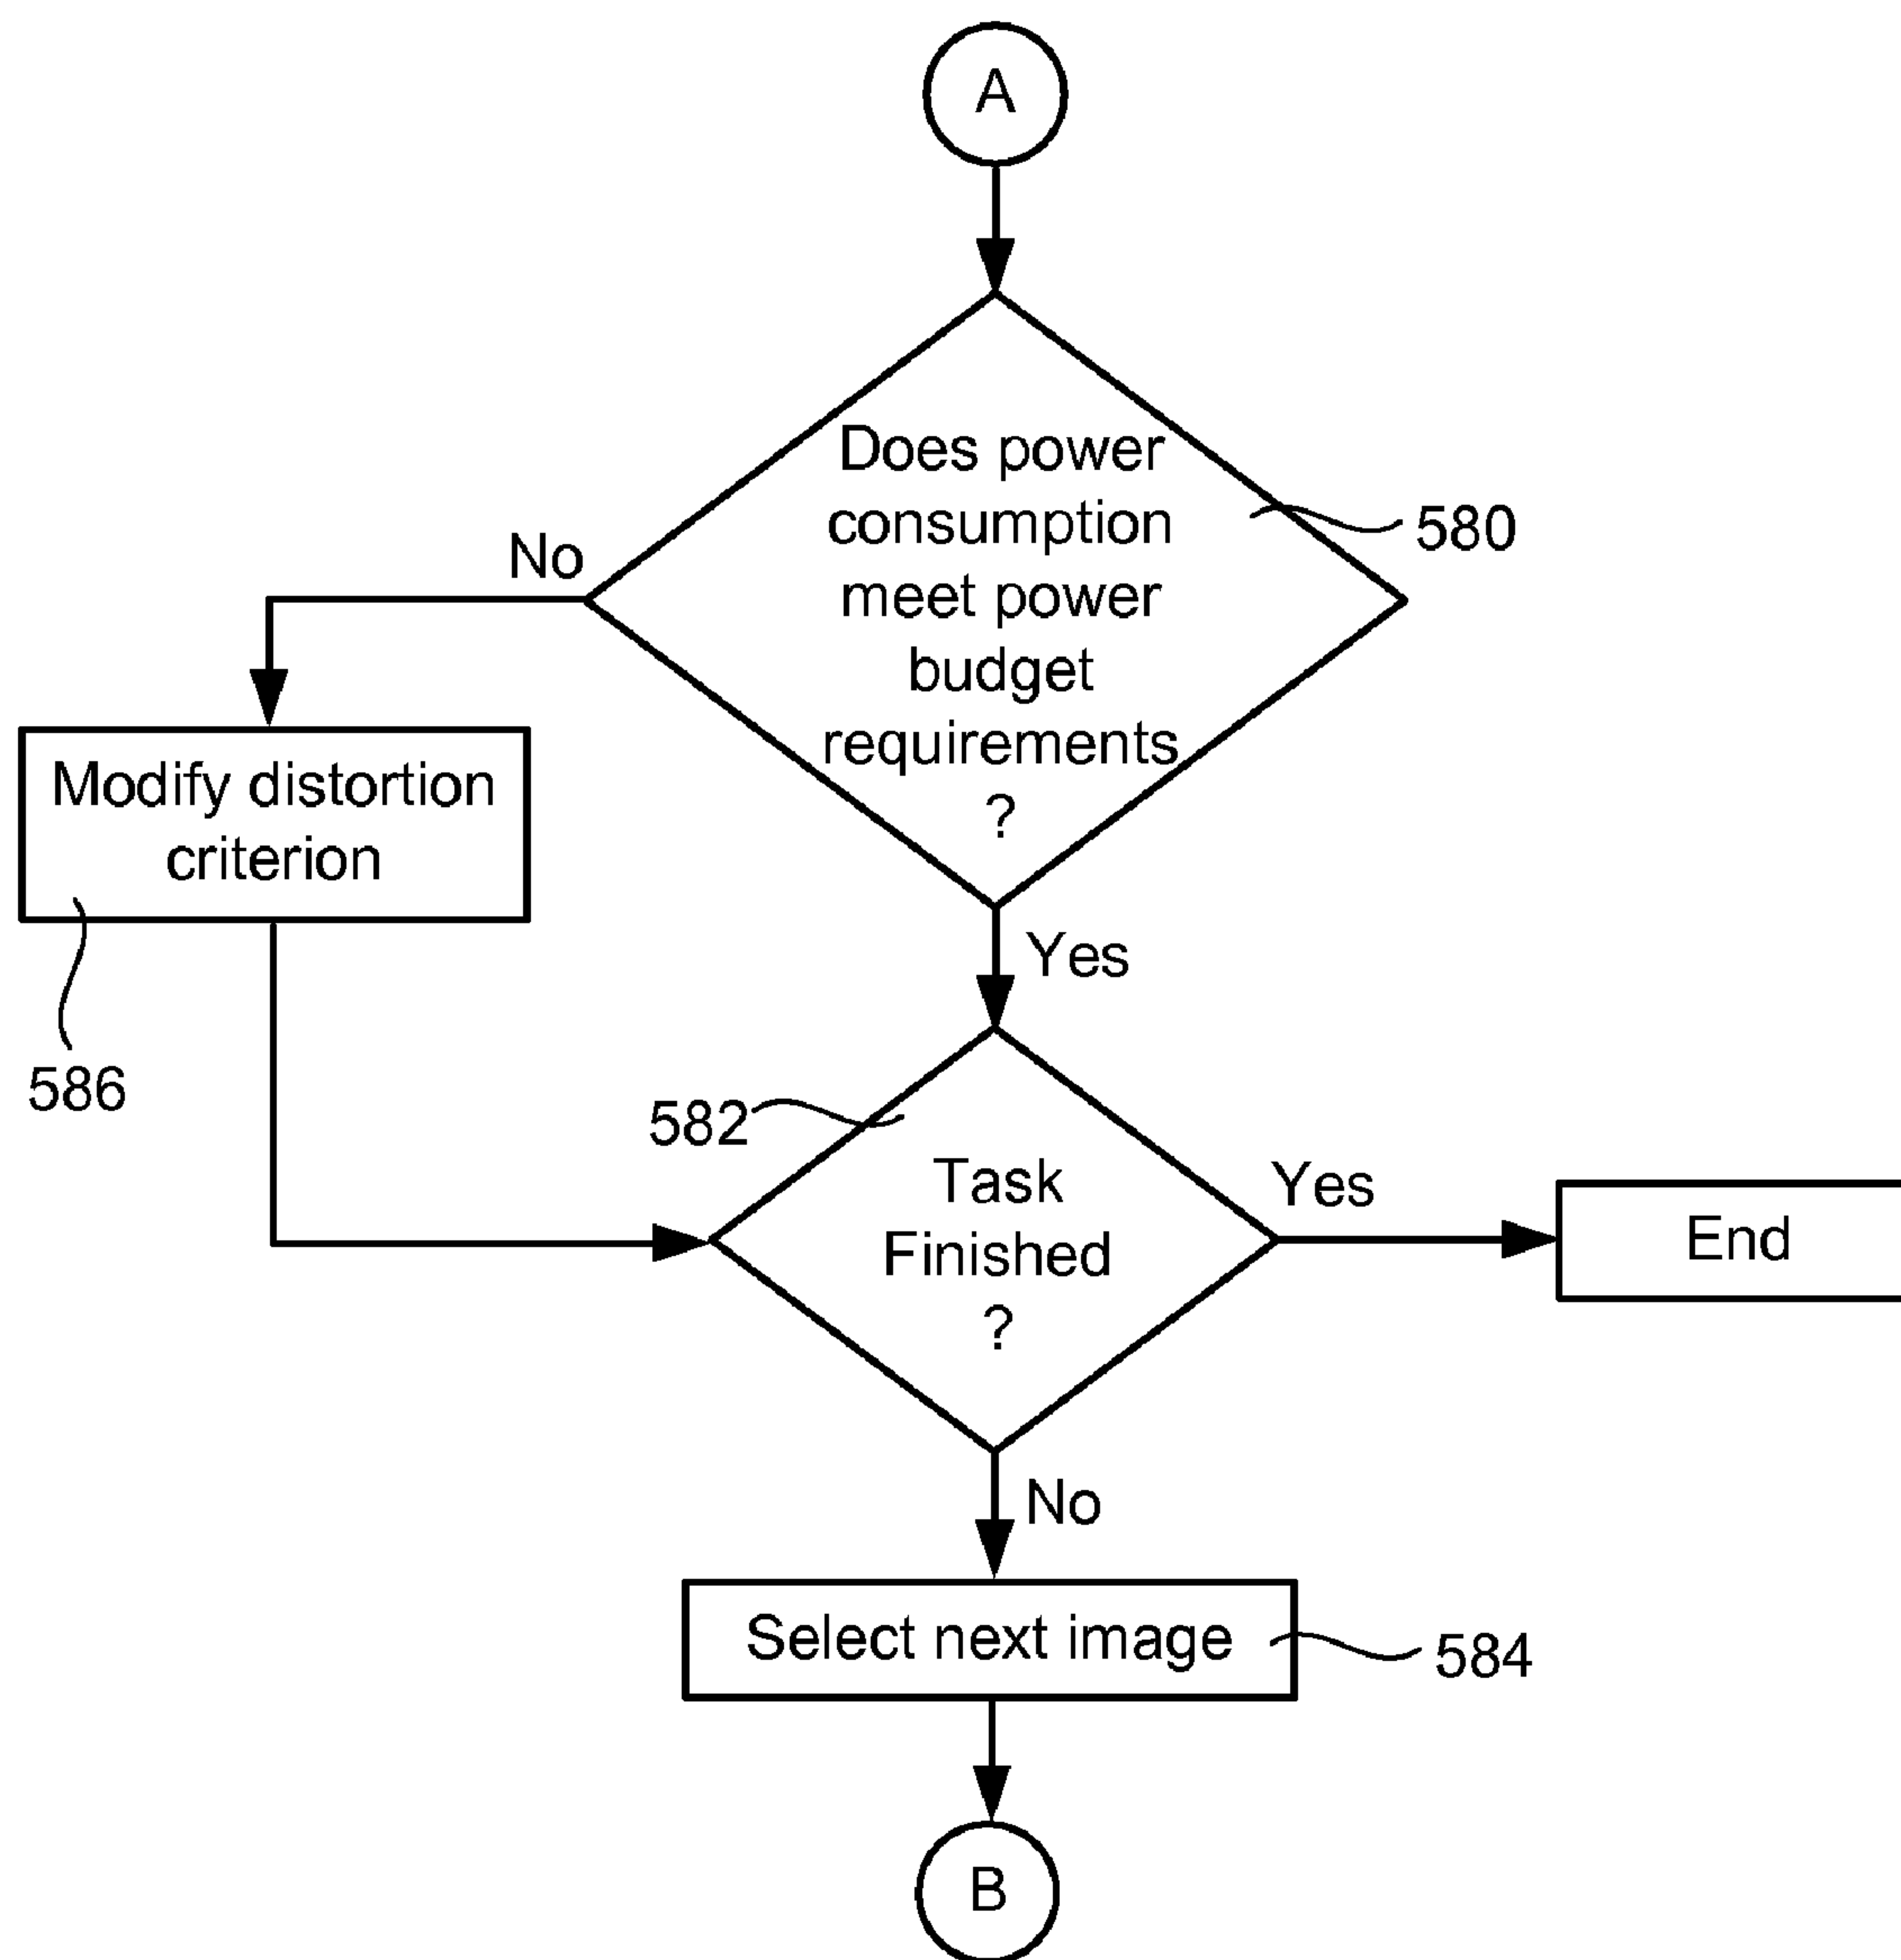 A
Does power
consumption
meet power
budget
requirements
?
580
No
Modify distortion
criterion
586
Yes
582
Task
Finished
?
Yes
End
No
Select next image
584
B